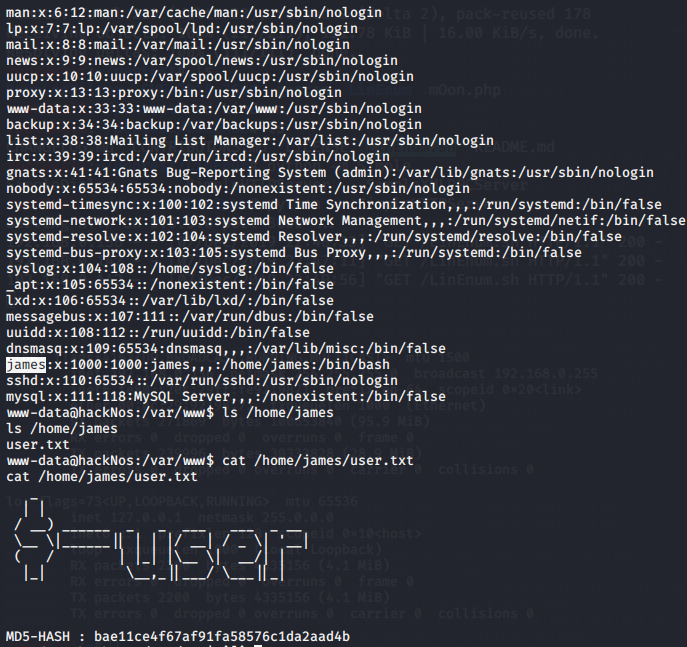 man:x:6:12:man:/var/cache/man:/usr/sbin/nologin
lp:x:7:7:lp:/var/spool/lpd:/usr/sbin/nologin
mail:x:8:8:mail:/var/mail:/usr/sbin/nologin
news:x:9:9:news:/var/spool/news:/usr/sbin/nologin
uucp:x:10:10:uucp:/var/spool/uucp:/usr/sbin/nologin
proxy:x:13:13:proxy:/bin:/usr/sbin/nologin
www-data:x:33:33:www-data:/var/www:/usr/sbin/nologin
backup:x:34:34:backup:/var/backups:/usr/sbin/nologin
list:x:38:38:Mailing List Manager:/var/list:/usr/sbin/nologin
irc:x:39:39:ircd:/var/run/ircd:/usr/sbin/nologin
gnats:x:41:41:Gnats Bug-Reporting System (admin):/var/lib/gnats:/usr/sbin/nologin
nobody:x:65534:65534:nobody:/nonexistent:/usr/sbin/nologin
systemd-timesync:x:100:102:systemd Time Synchronization,,,:/run/systemd:/bin/false
systemd-network:x:101:103:systemd Network Management,,,:/run/systemd/netif:/bin/false
systemd-resolve:x:102:104:systemd Resolver,,,:/run/systemd/resolve:/bin/false
systemd-bus-proxy:x:103:105:systemd Bus Proxy,,,:/run/systemd:/bin/false
syslog:x:104:108::/home/syslog:/bin/false
_apt:x:105:65534::/nonexistent:/bin/false
lxd:x:106:65534::/var/lib/lxd/:/bin/false
messagebus:x:107:111::/var/run/dbus:/bin/false
uuidd:x:108:112::/run/uuidd:/bin/false
dnsmasq:x:109:65534:dnsmasq,,,:/var/lib/misc:/bin/false
james:x:1000:1000:james,,,:/home/james:/bin/bash
sshd:x:110:65534::/var/run/sshd:/usr/sbin/nologin
mysql:x:111:118:MySQL Server,,,:/nonexistent:/bin/false
www-data@hackNos:/var/www$ ls /home/james
ls /home/james
user.txt
www-data@hackNos:/var/www$ cat /home/james/user.txt
cat /home/james/user.txt
MD5-HASH : bae11ce4f67af91fa58576c1da2aad4b